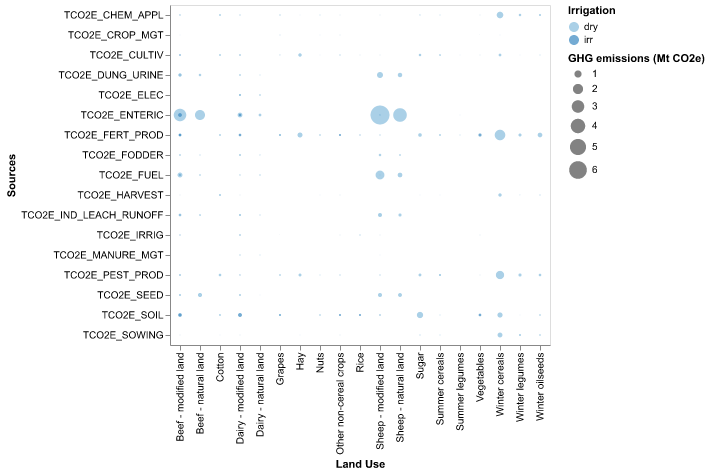 TCO2E_CHEM_APPL
TCO2E_CROP_MGT
TCO2E_CULTIV
TCO2E_DUNG_URINE
TCO2E_ELEC
TCO2E_ENTERIC
TCO2E_FERT_PROD
TCO2E_FODDER
TCO2E_FUEL
TCO2E_HARVEST
TCO2E_IND_LEACH_RUNOFF
TCO2E_IRRIG
TCO2E_MANURE_MGT
TCO2E_PEST_PROD
TCO2E_SEED
TCO2E_SOIL
TCO2E_SOWING
Sources
Beef - modified land
Beef - natural land
Cotton
Dairy - modified land
Dairy - natural land
Grapes
Hay
Nuts
Other non-cereal crops
Rice
Sheep - modified land
Sheep - natural land
Sugar
Summer cereals
Summer legumes
Vegetables
Winter cereals
Winter legumes
Winter oilseeds
Land Use
Irrigation
dry
irr
GHG emissions (Mt CO2e)
1
2
3
4
5
6